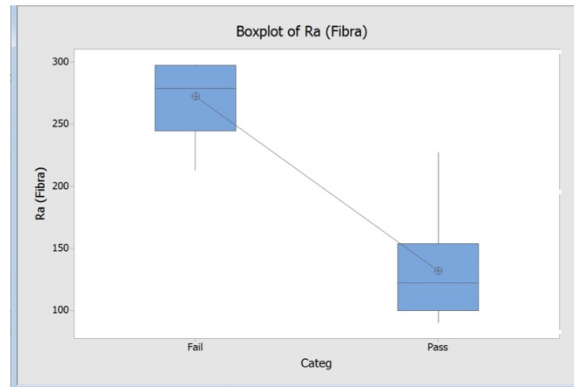 Boxplot of Ra (Fibra)
300
250
200
150
100
Ra (Fibra)
Fail
Pass
Categ